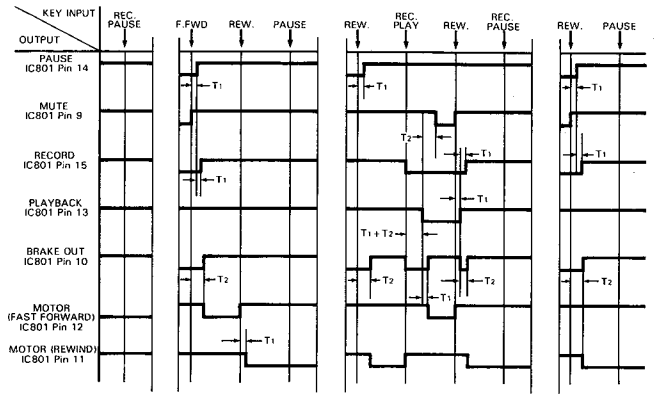 KEY INPUT
OUTPUT
REC.
PAUSE
F.FWD
REW.
PAUSE
REW.
REC.
PLAY
REW.
REC.
PAUSE
REW.
PAUSE
PAUSE
IC801 Pin 14
T1
T1
T1
MUTE
IC801 Pin 9
T2
RECORD
IC801 Pin 15
T1
T1
T1
PLAYBACK
IC801 Pin 13
T1
T1+T2
BRAKE OUT
IC801 Pin 10
T2
T2
T2
T2
T1
MOTOR
(FAST FORWARD)
IC801 Pin 12
MOTOR (REWIND)
IC801 Pin 11
T1